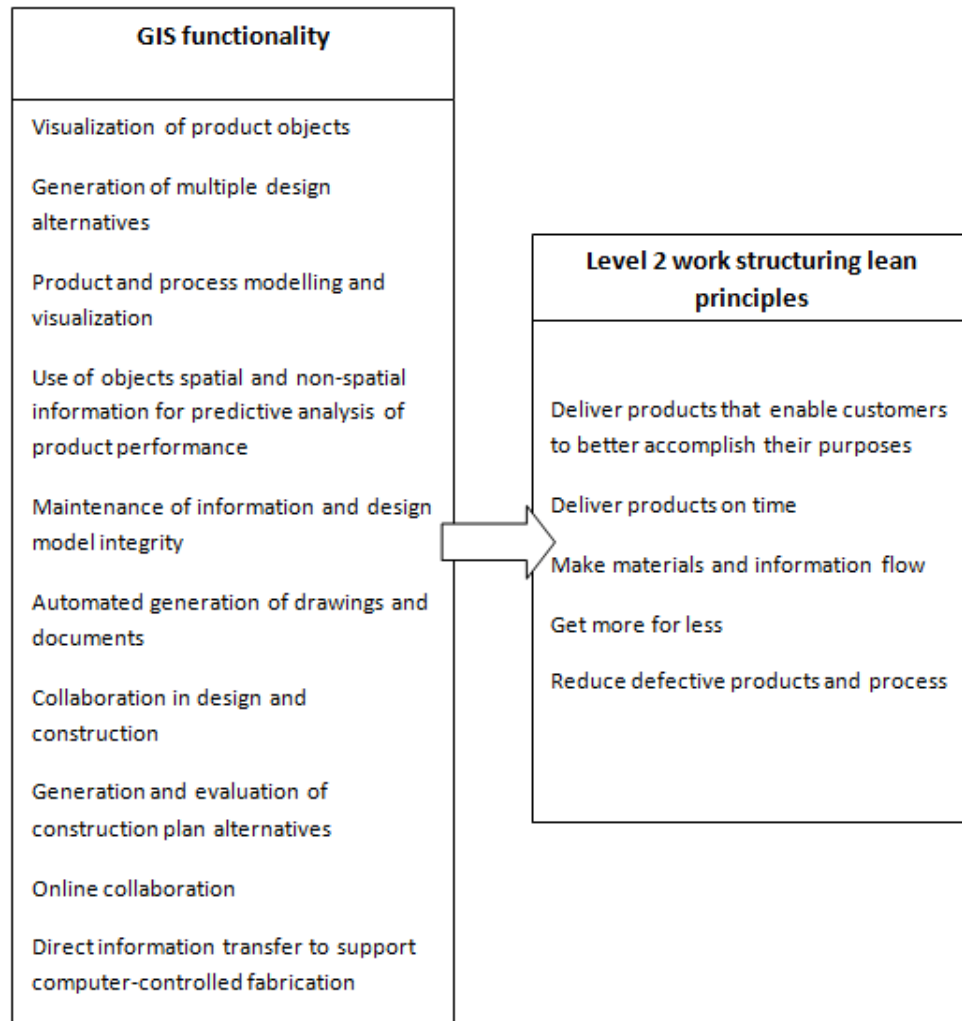 GIS functionality
Visualization of product objects
Generation of multiple design
alternatives
Product and process modelling and
visualization
Use of objects spatial and non-spatial
information for predictive analysis of
product performance
Maintenance of information and design
model integrity
Automated generation of drawings and
documents
Collaboration in design and
construction
Generation and evaluation of
construction plan alternatives
Online collaboration
Direct information transfer to support
computer-controlled fabrication
Level 2 work structuring lean
principles
Deliver products that enable customers
to better accomplish their purposes
Deliver products on time
Make materials and information flow
Get more for less
Reduce defective products and process